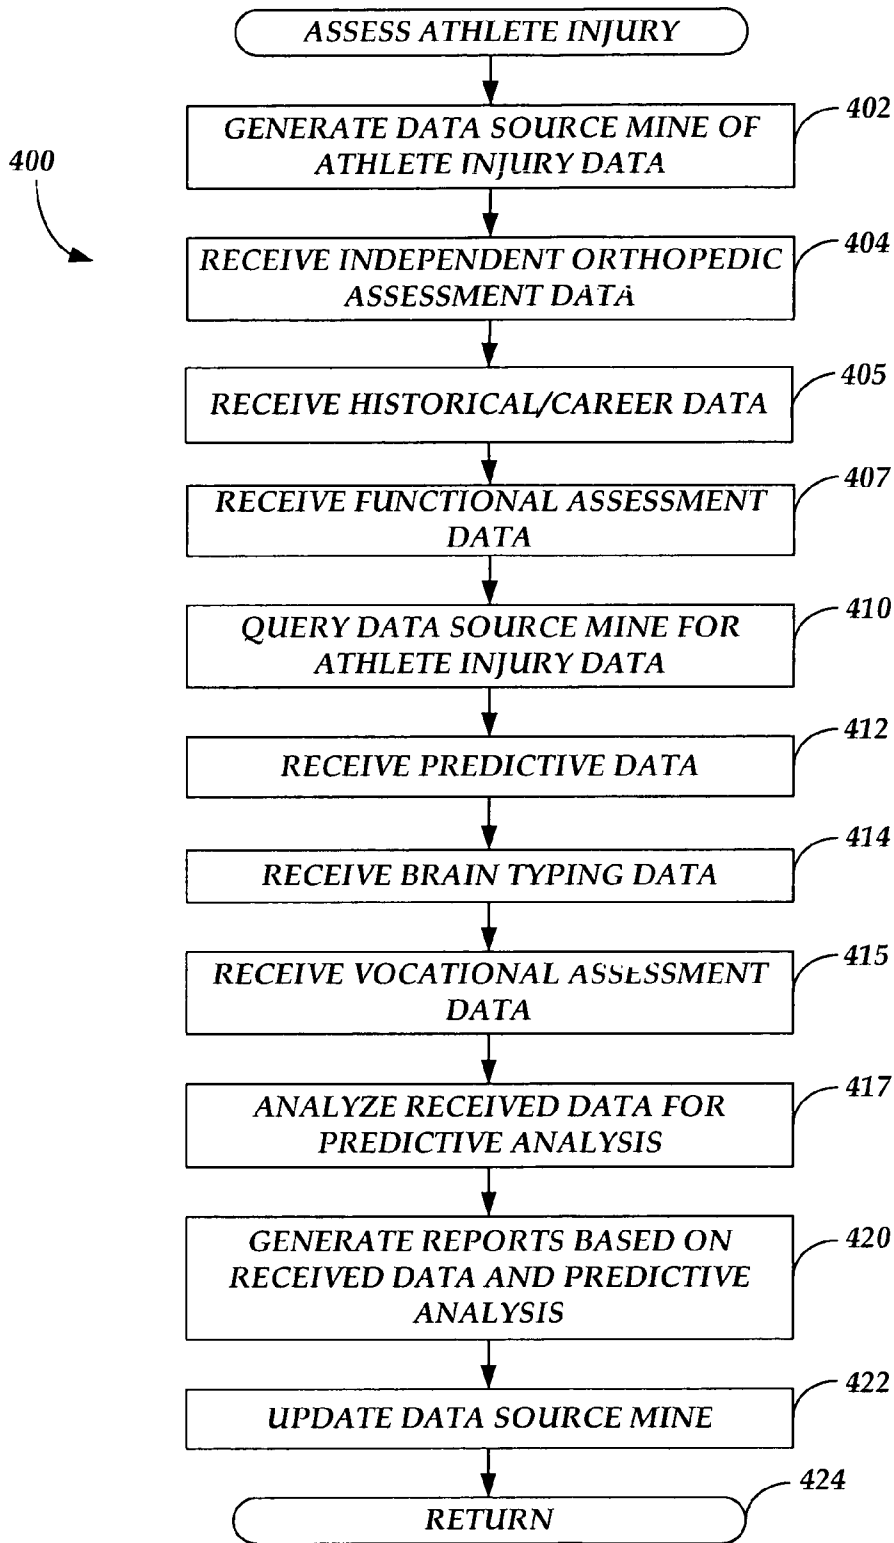 ASSESS ATHLETE INJURY
402
GENERATE DATA SOURCE MINE OF
ATHLETE INJURY DATA
400
404
RECEIVE INDEPENDENT ORTHOPEDIC
ASSESSMENT DATA
405
RECEIVE HISTORICAL/CAREER DATA
407
RECEIVE FUNCTIONAL ASSESSMENT
DATA
410
QUERY DATA SOURCE MINE FOR
ATHLETE INJURY DATA
412
RECEIVE PREDICTIVE DATA
414
RECEIVE BRAIN TYPING DATA
415
RECEIVE VOCATIONAL ASSESSMENT
DATA
417
ANALYZE RECEIVED DATA FOR
PREDICTIVE ANALYSIS
420
GENERATE REPORTS BASED ON
RECEIVED DATA AND PREDICTIVE
ANALYSIS
422
UPDATE DATA SOURCE MINE
424
RETURN